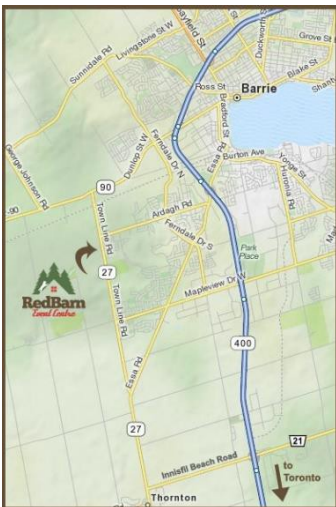 Bayfield St
Duckworth St
Grove St
Livingstone St W
Sunnidale Rd
Blake St
Ross St
Barrie
Bradford St
Dunlop St W
Ferndale Dr N
Essa Rd
Burton Ave
Yonge St
Huronia Rd
George Johnson Rd
90
90
Ardagh Rd
Town Line Rd
Ferndale Dr S
Park
Place
27
RedBarn
Event Centre
Town Line Rd
Mapleview Dr W
400
Essa Rd
27
21
Innisfil Beach Road
to
Toronto
Thornton